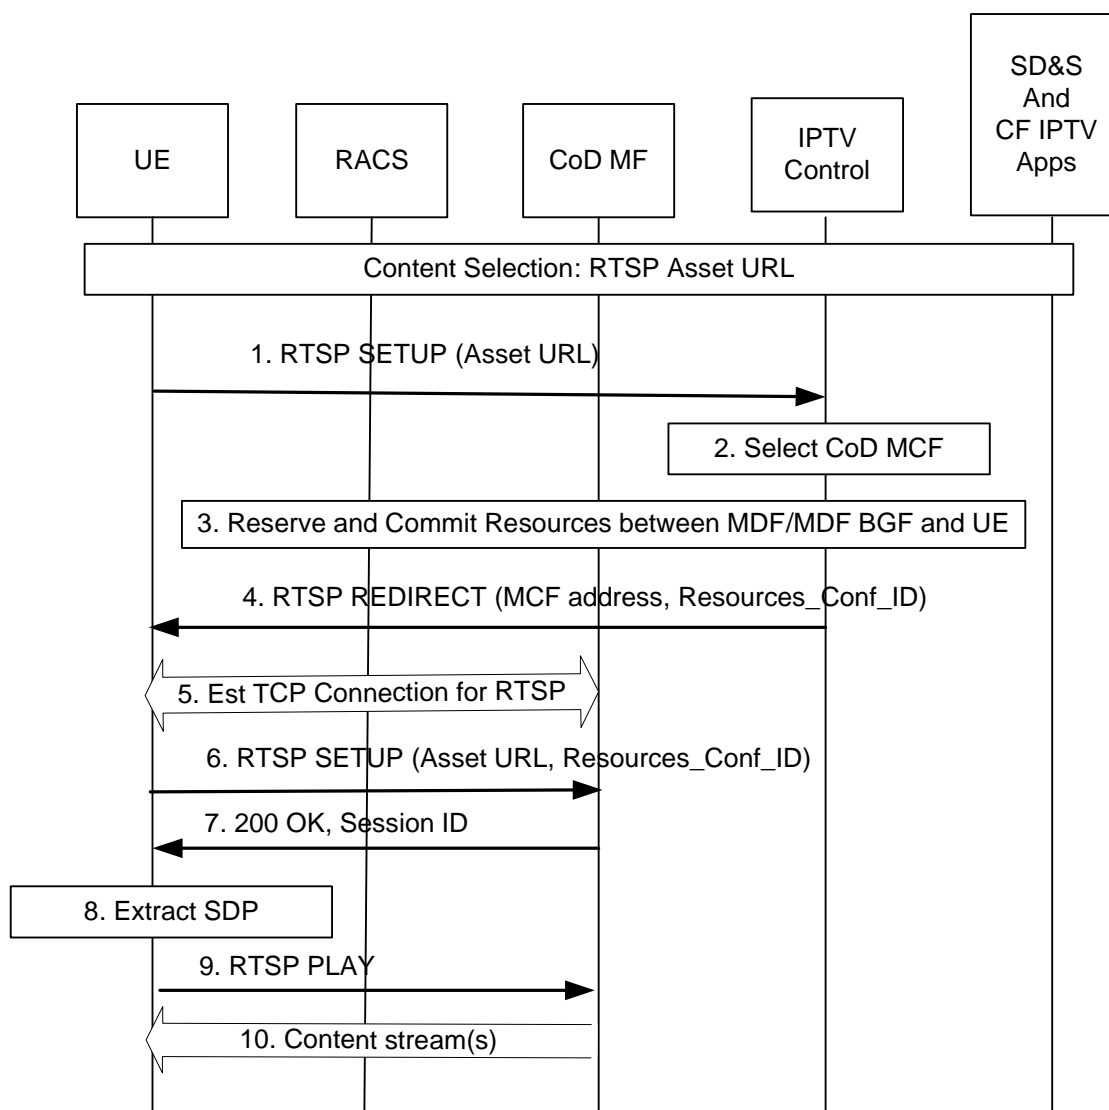 SD&S
And
CF IPTV
Apps
UE
RACS
CoD MF
IPTV
Control
Content Selection: RTSP Asset URL
1. RTSP SETUP (Asset URL)
2. Select CoD MCF
3. Reserve and Commit Resources between MDF/MDF BGF and UE
4. RTSP REDIRECT (MCF address, Resources_Conf_ID)
5. Est TCP Connection for RTSP
6. RTSP SETUP (Asset URL, Resources_Conf_ID)
7. 200 OK, Session ID
8. Extract SDP
9. RTSP PLAY
10. Content stream(s)